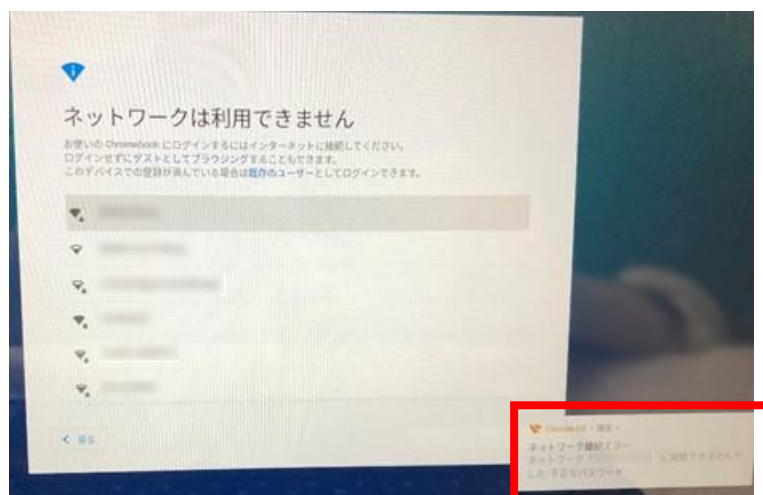 ネットワークは利用できません
お使いの Chromebook にログインするにはインターネットに接続してください。
ログインせずにゲストとしてブラウジングすることもできます。
このデバイスでの登録が済んでいる場合は既存のユーザーとしてログインできます。
戻る
ネットワーク接続エラー
ネットワーク「 」に接続できませんで
した: 不正なパスワード